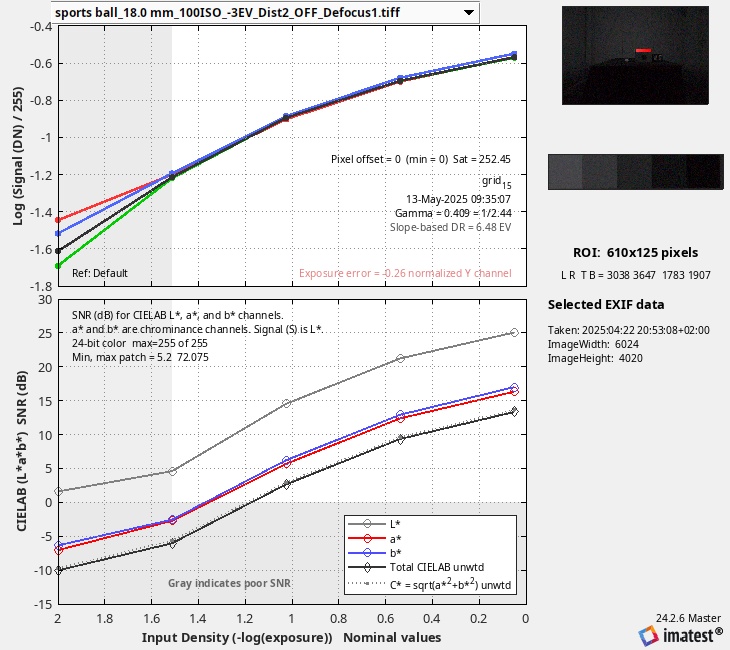 sports ball_18.0 mm_100ISO_-3EV_Dist2_OFF_Defocus1.tiff
-0.4
-0.6
-0.8
-1
-1.2
-1.4
-1.6
-1.8
Log (Signal (DN) / 255)
Pixel offset = 0 (min = 0) Sat = 252.45
grid15
13-May-2025 09:35:07
Gamma = 0.409 = 1/2.44
Slope-based DR = 6.48 EV
Ref: Default
Exposure error = -0.26 normalized Y channel
30
25
20
15
10
5
0
-5
-10
-15
CIELAB (L*a*b*) SNR (dB)
SNR (dB) for CIELAB L*, a*, and b* channels.
a* and b* are chrominance channels. Signal (S) is L*.
24-bit color max=255 of 255
Min, max patch = 5.2 72.075
L*
a*
b*
Total CIELAB unwtd
C* = sqrt(a*2+b*2) unwtd
Gray indicates poor SNR
2 1.8 1.6 1.4 1.2 1 0.8 0.6 0.4 0.2 0
Input Density (-log(exposure)) Nominal values
ROI: 610x125 pixels
L R T B = 3038 3647 1783 1907
Selected EXIF data
Taken: 2025:04:22 20:53:08+02:00
ImageWidth: 6024
ImageHeight: 4020
24.2.6 Master
imatest®